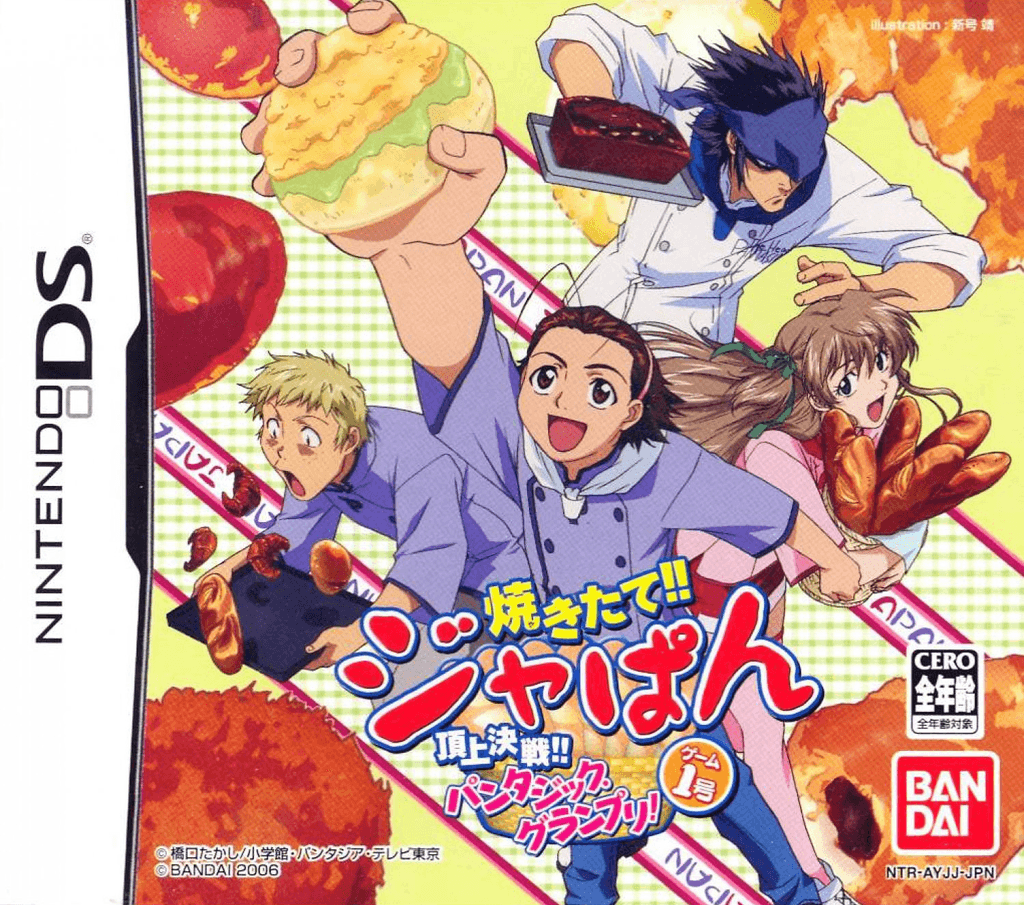 NINTENDO DS®
illustration : 新号 靖
焼きたて!!
ジャぱん
頂上決戦!!
パンタジック・
グランプリ!
ゲーム
1号
CERO
全年齢
全年齢対象
BAN
DAI
© 橋口たかし/小学館・パンタジア・テレビ東京
© BANDAI 2006
NTR-AYJJ-JPN